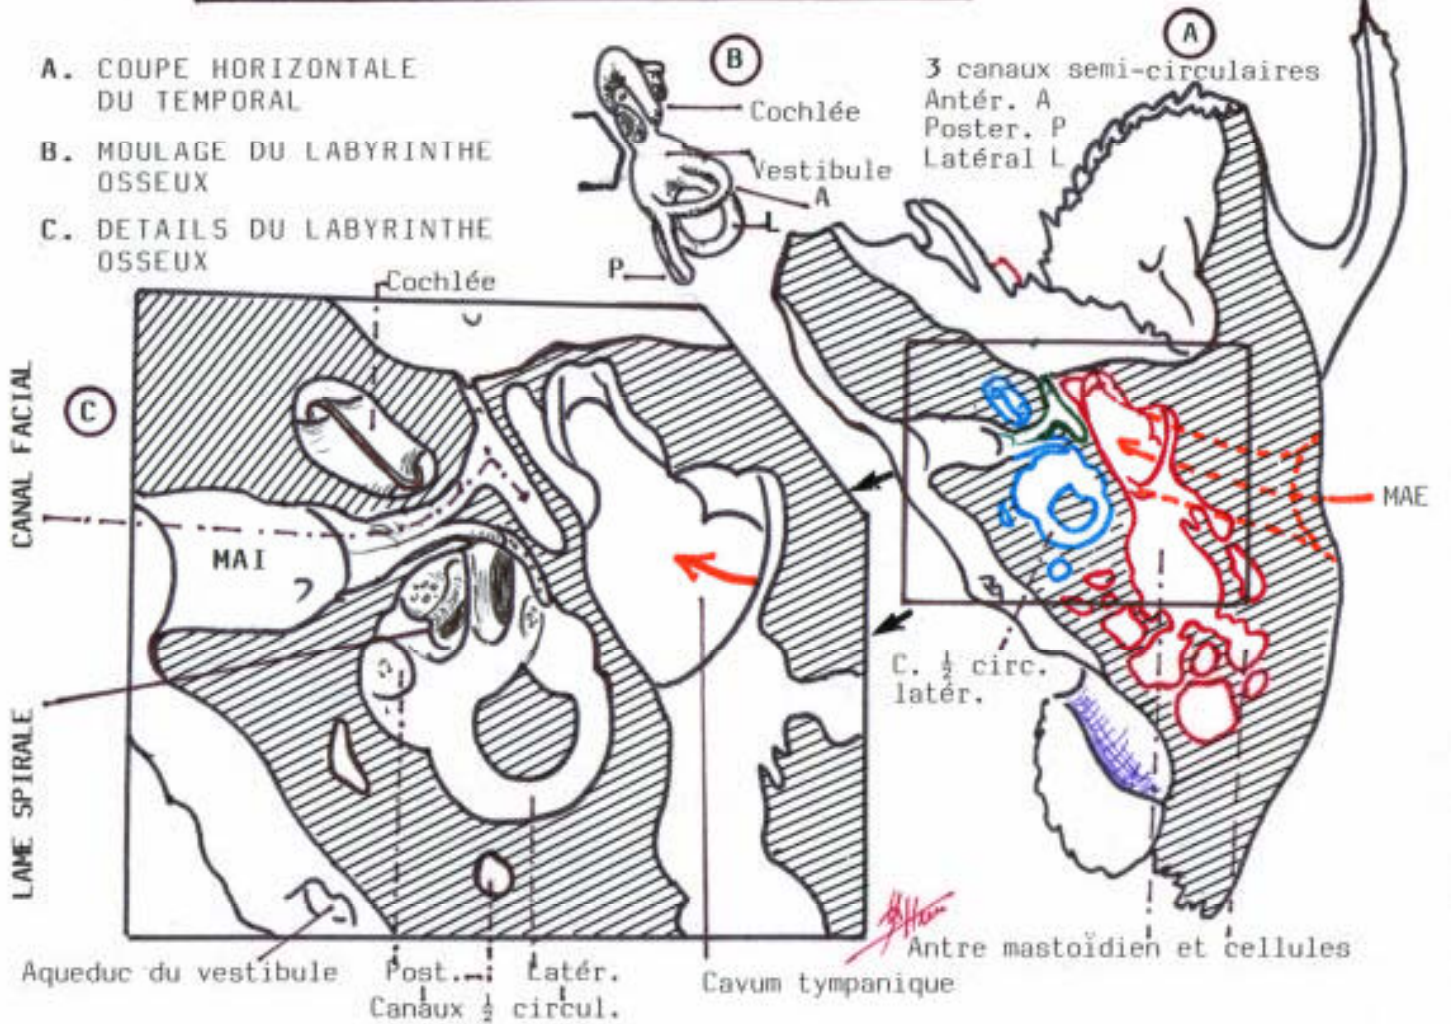 A. COUPE HORIZONTALE
DU TEMPORAL
B. MOULAGE DU LABYRINTHE
OSSEUX
C. DETAILS DU LABYRINTHE
OSSEUX
B
Cochlée
Vestibule
A
L
P
A
3 canaux semi-circulaires
Antér. A
Poster. P
Latéral L
MAE
C. ½ circ.
latér.
Antre mastoïdien et cellules
C
Cochlée
CANAL FACIAL
MAI
LAME SPIRALE
Aqueduc du vestibule
Post. Latér.
Canaux ½ circul.
Cavum tympanique